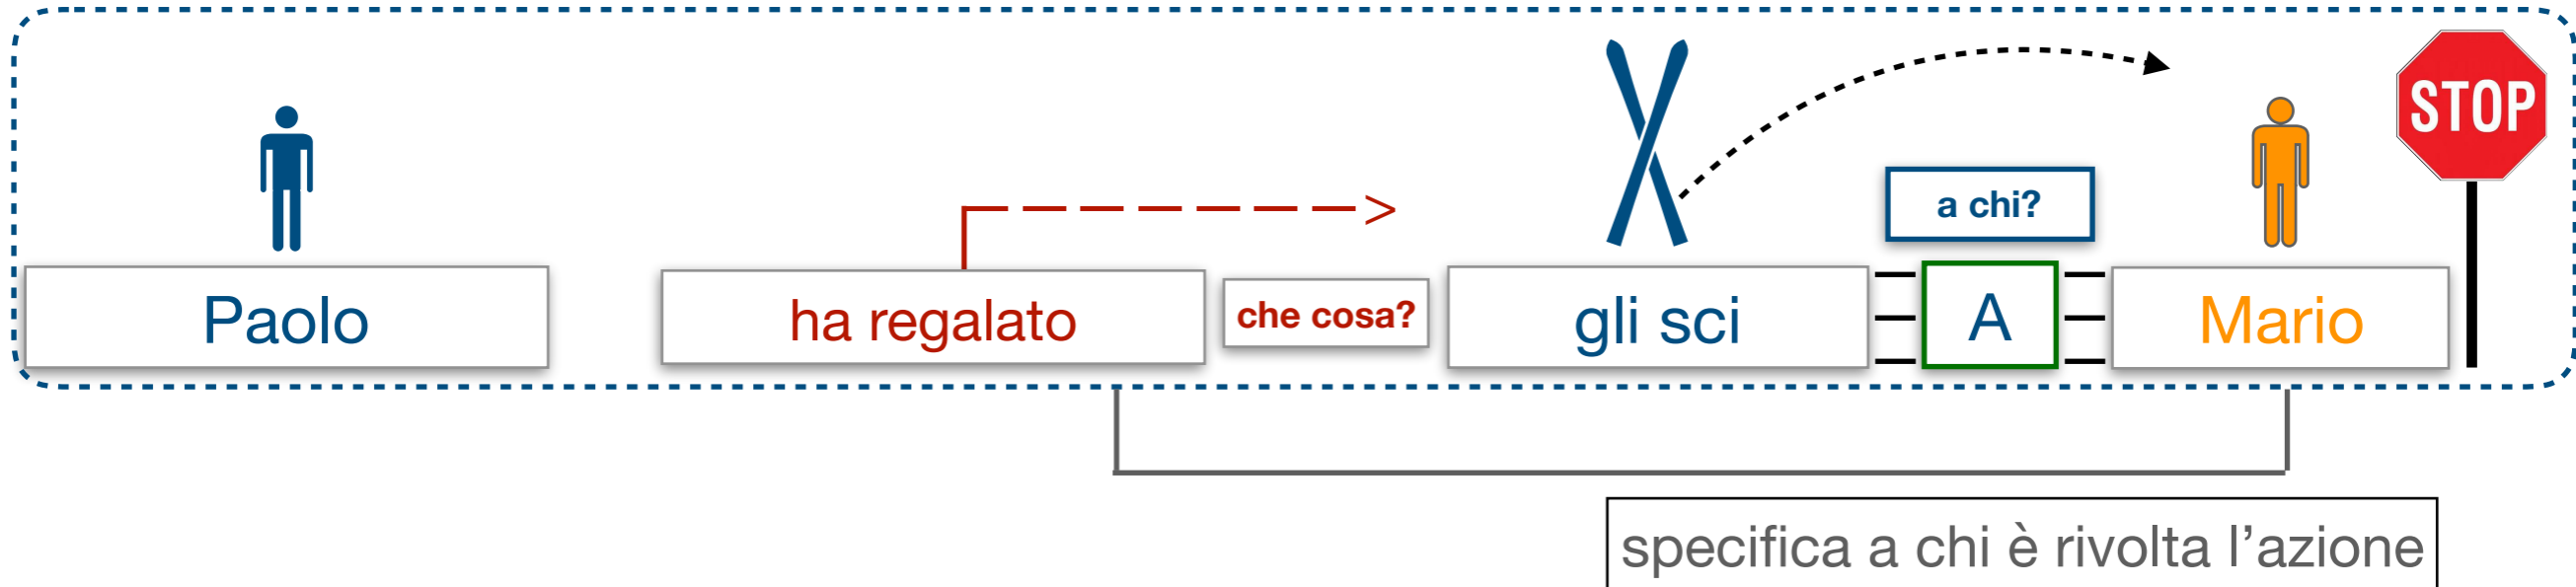 STOP
a chi?
Paolo
ha regalato
che cosa?
gli sci
A
Mario
specifica a chi è rivolta l’azione